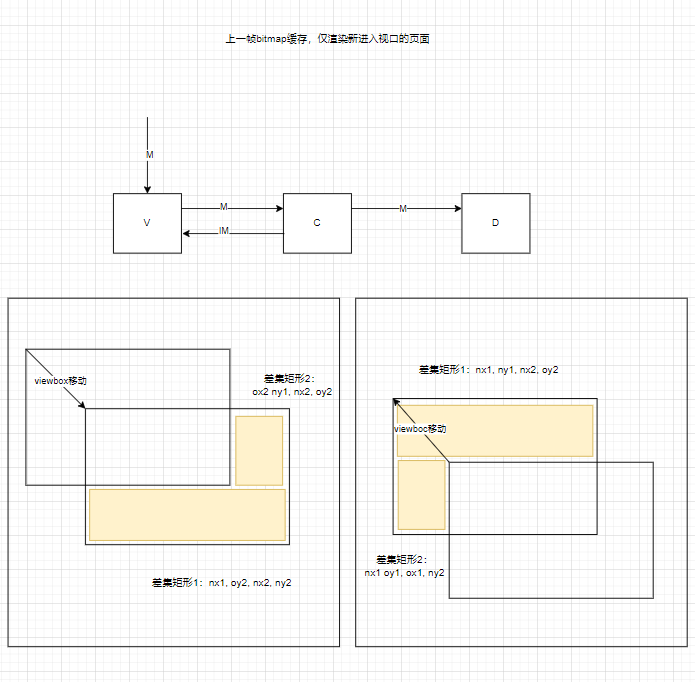 上一帧bitmap缓存，仅渲染新进入视口的页面
M
V
M
IM
C
M
D
viewbox移动
差集矩形2：
ox2 ny1, nx2, oy2
差集矩形1：nx1, oy2, nx2, ny2
差集矩形1：nx1, ny1, nx2, oy2
viewboc移动
差集矩形2：
nx1 oy1, ox1, ny2